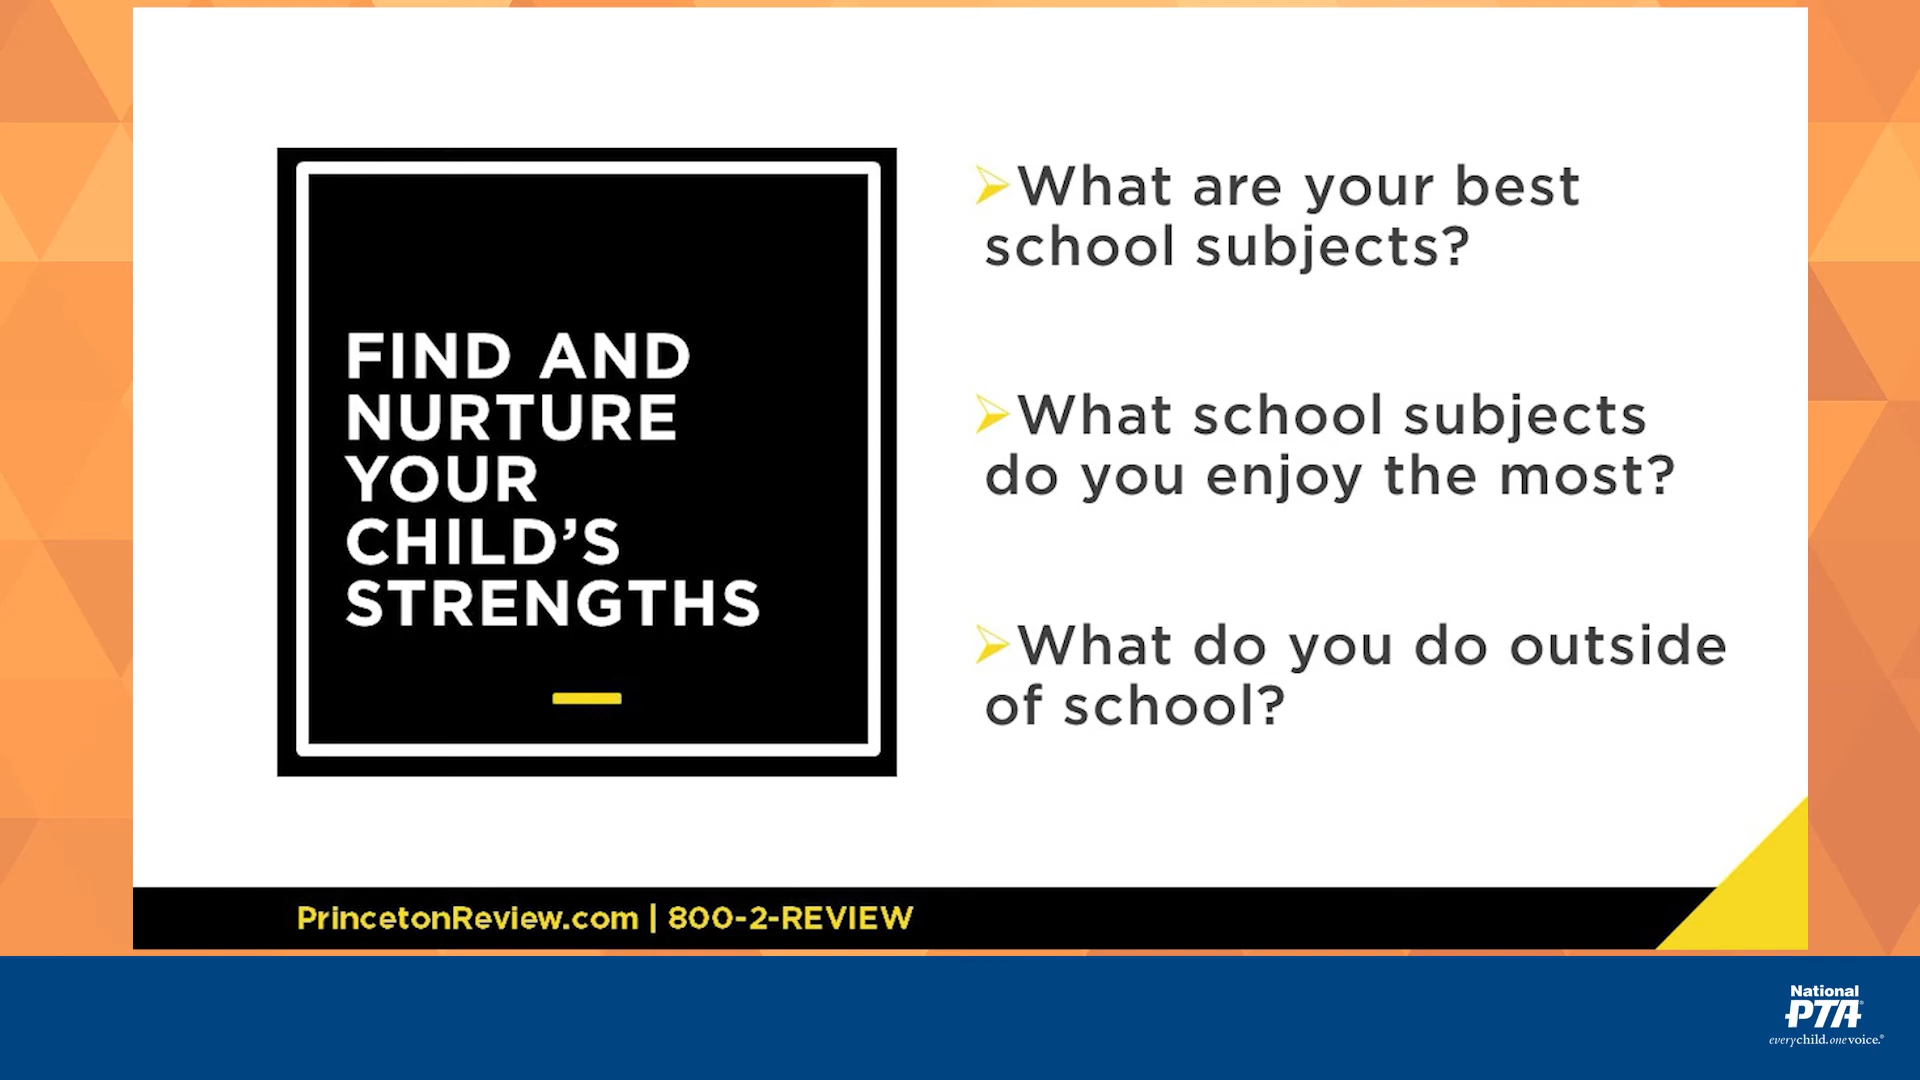 FIND AND
NURTURE
YOUR
CHILD’S
STRENGTHS
What are your best
school subjects?
What school subjects
do you enjoy the most?
What do you do outside
of school?
PrincetonReview.com | 800-2-REVIEW
National
PTA®
everychild.onevoice.®